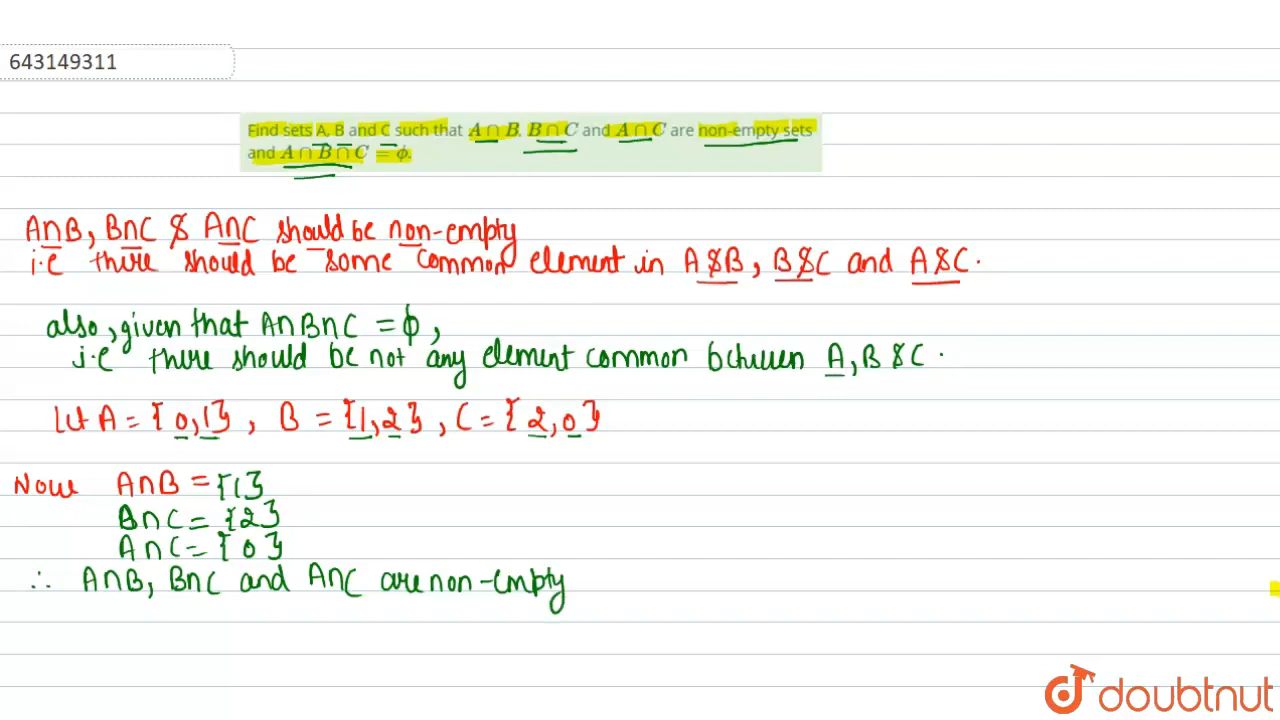 643149311
Find sets A, B and C such that A ∩ B, B ∩ C and A ∩ C are non-empty sets
and A ∩ B ∩ C = ϕ.
A∩B, B∩C & A∩C should be non-empty
i.e there should be some common element in A&B, B&C and A&C.
also, given that A∩B∩C = ϕ,
i.e there should be not any element common between A, B & C.
Let A = {0,1}, B = {1,2}, C = {2,0}
Now A∩B = {1}
B∩C = {2}
A∩C = {0}
∴ A∩B, B∩C and A∩C are non-empty
doubtnut